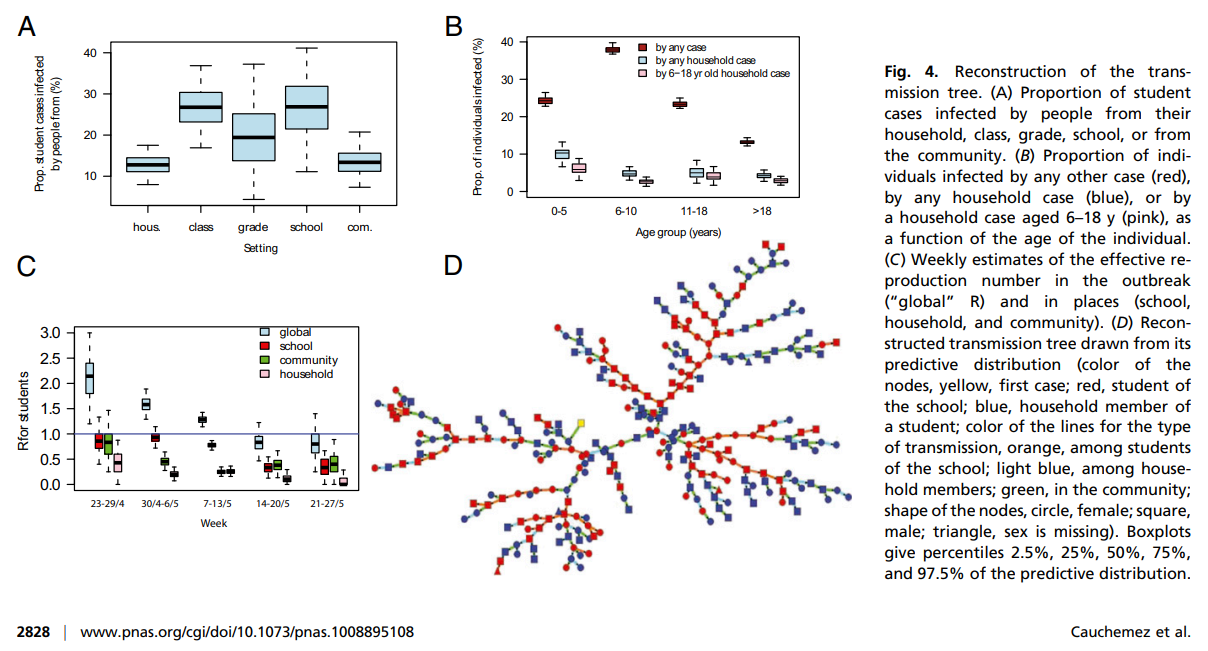 A
Prop. student cases infected
by people from (%)
40
30
20
10
hous.
class
grade
school
com.
Setting
B
Prop. of individuals infected (%)
40
30
20
10
0
by any case
by any household case
by 6−18 yr old household case
0-5
6-10
11-18
>18
Age group (years)
C
R for students
3.0
2.5
2.0
1.5
1.0
0.5
0.0
global
school
community
household
23-29/4
30/4-6/5
7-13/5
14-20/5
21-27/5
Week
D
Fig. 4. Reconstruction of the trans-
mission tree. (A) Proportion of student
cases infected by people from their
household, class, grade, school, or from
the community. (B) Proportion of indi-
viduals infected by any other case (red),
by any household case (blue), or by
a household case aged 6–18 y (pink), as
a function of the age of the individual.
(C) Weekly estimates of the effective re-
production number in the outbreak
(“global” R) and in places (school,
household, and community). (D) Recon-
structed transmission tree drawn from its
predictive distribution (color of the
nodes, yellow, first case; red, student of
the school; blue, household member of
a student; color of the lines for the type
of transmission, orange, among students
of the school; light blue, among house-
hold members; green, in the community;
shape of the nodes, circle, female; square,
male; triangle, sex is missing). Boxplots
give percentiles 2.5%, 25%, 50%, 75%,
and 97.5% of the predictive distribution.
2828 | www.pnas.org/cgi/doi/10.1073/pnas.1008895108
Cauchemez et al.